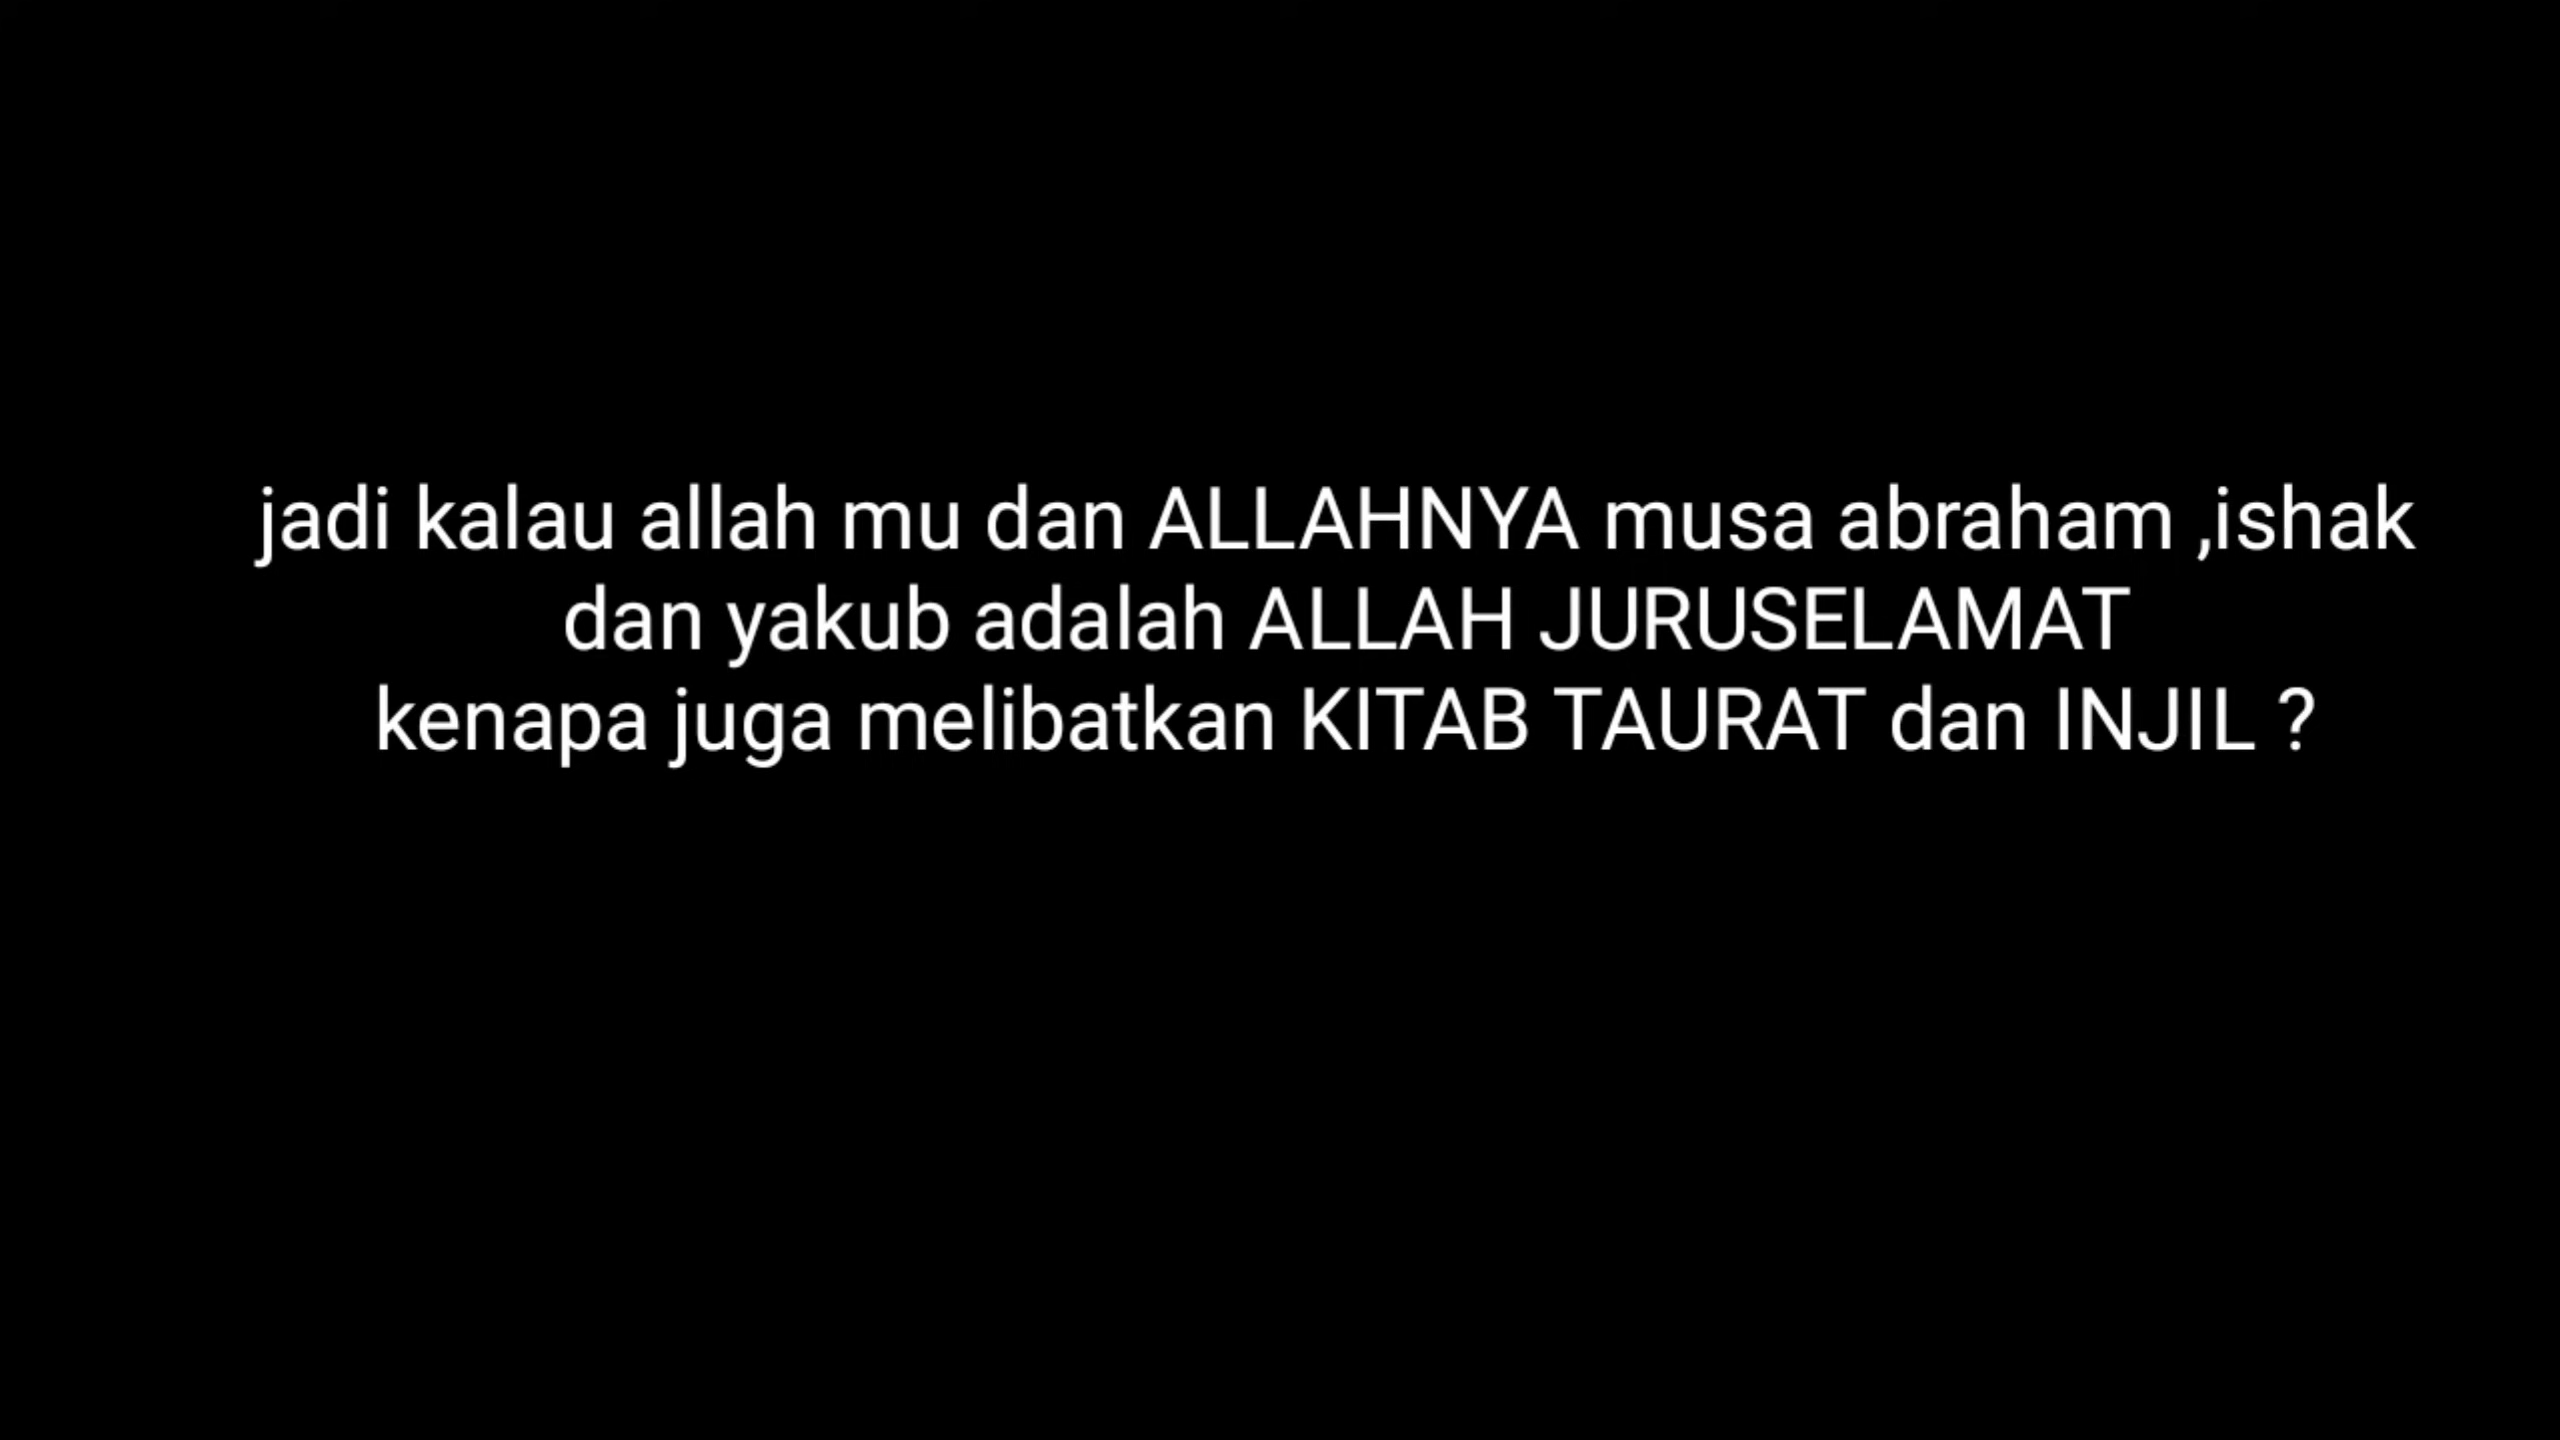 jadi kalau allah mu dan ALLAHNYA musa abraham ,ishak
dan yakub adalah ALLAH JURUSELAMAT
kenapa juga melibatkan KITAB TAURAT dan INJIL ?